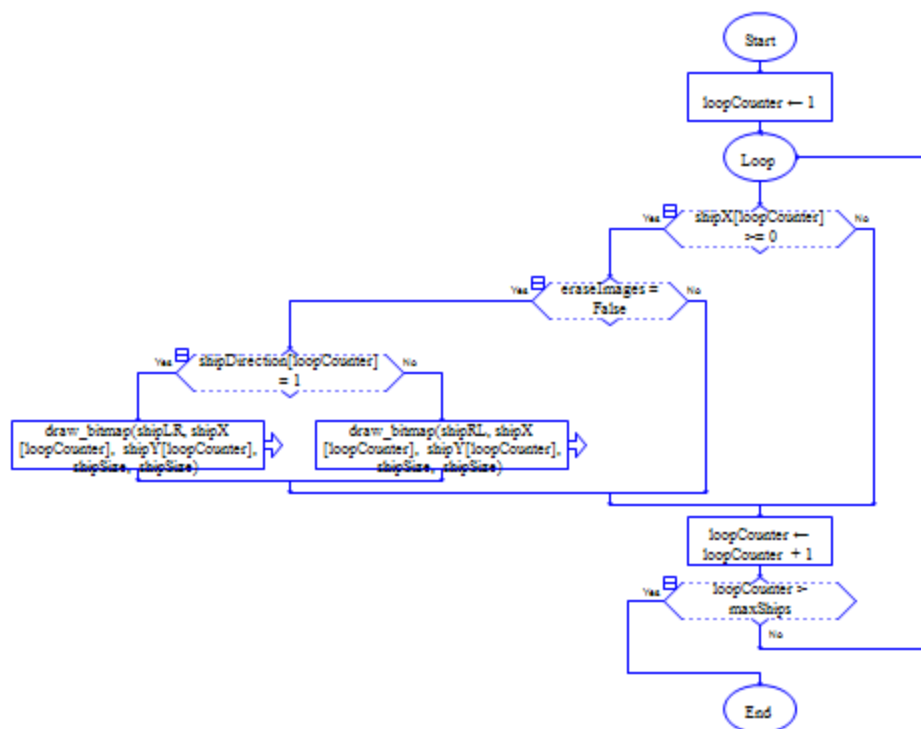 Start
loopCounter ← 1
Loop
Yes
shipX[loopCounter]
>= 0
No
Yes
eraseImages =
False
No
Yes
shipDirection[loopCounter]
= 1
No
draw_bitmap(shipLR, shipX
[loopCounter], shipY[loopCounter],
shipSize, shipSize)
draw_bitmap(shipRL, shipX
[loopCounter], shipY[loopCounter],
shipSize, shipSize)
loopCounter ←
loopCounter + 1
Yes
loopCounter >
maxShips
No
End